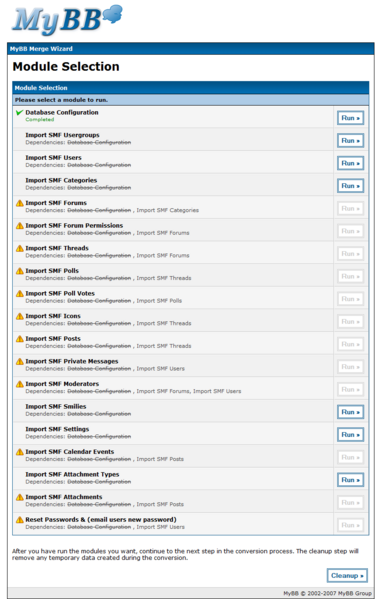 MyBB
MyBB Merge Wizard
Module Selection
Module Selection
Please select a module to run.
Database Configuration
Completed
Run »
Import SMF Usergroups
Dependencies: Database Configuration
Run »
Import SMF Users
Dependencies: Database Configuration
Run »
Import SMF Categories
Dependencies: Database Configuration
Run »
Import SMF Forums
Dependencies: Database Configuration , Import SMF Categories
Run »
Import SMF Forum Permissions
Dependencies: Database Configuration , Import SMF Forums
Run »
Import SMF Threads
Dependencies: Database Configuration , Import SMF Forums
Run »
Import SMF Polls
Dependencies: Database Configuration , Import SMF Threads
Run »
Import SMF Poll Votes
Dependencies: Database Configuration , Import SMF Polls
Run »
Import SMF Icons
Dependencies: Database Configuration , Import SMF Threads
Run »
Import SMF Posts
Dependencies: Database Configuration , Import SMF Threads
Run »
Import SMF Private Messages
Dependencies: Database Configuration , Import SMF Users
Run »
Import SMF Moderators
Dependencies: Database Configuration , Import SMF Forums, Import SMF Users
Run »
Import SMF Smilies
Dependencies: Database Configuration
Run »
Import SMF Settings
Dependencies: Database Configuration
Run »
Import SMF Calendar Events
Dependencies: Database Configuration , Import SMF Posts
Run »
Import SMF Attachment Types
Dependencies: Database Configuration
Run »
Import SMF Attachments
Dependencies: Database Configuration , Import SMF Posts
Run »
Reset Passwords & (email users new password)
Dependencies: Database Configuration , Import SMF Users
Run »
After you have run the modules you want, continue to the next step in the conversion process. The cleanup step will
remove any temporary data created during the conversion.
Cleanup »
MyBB © 2002-2007 MyBB Group